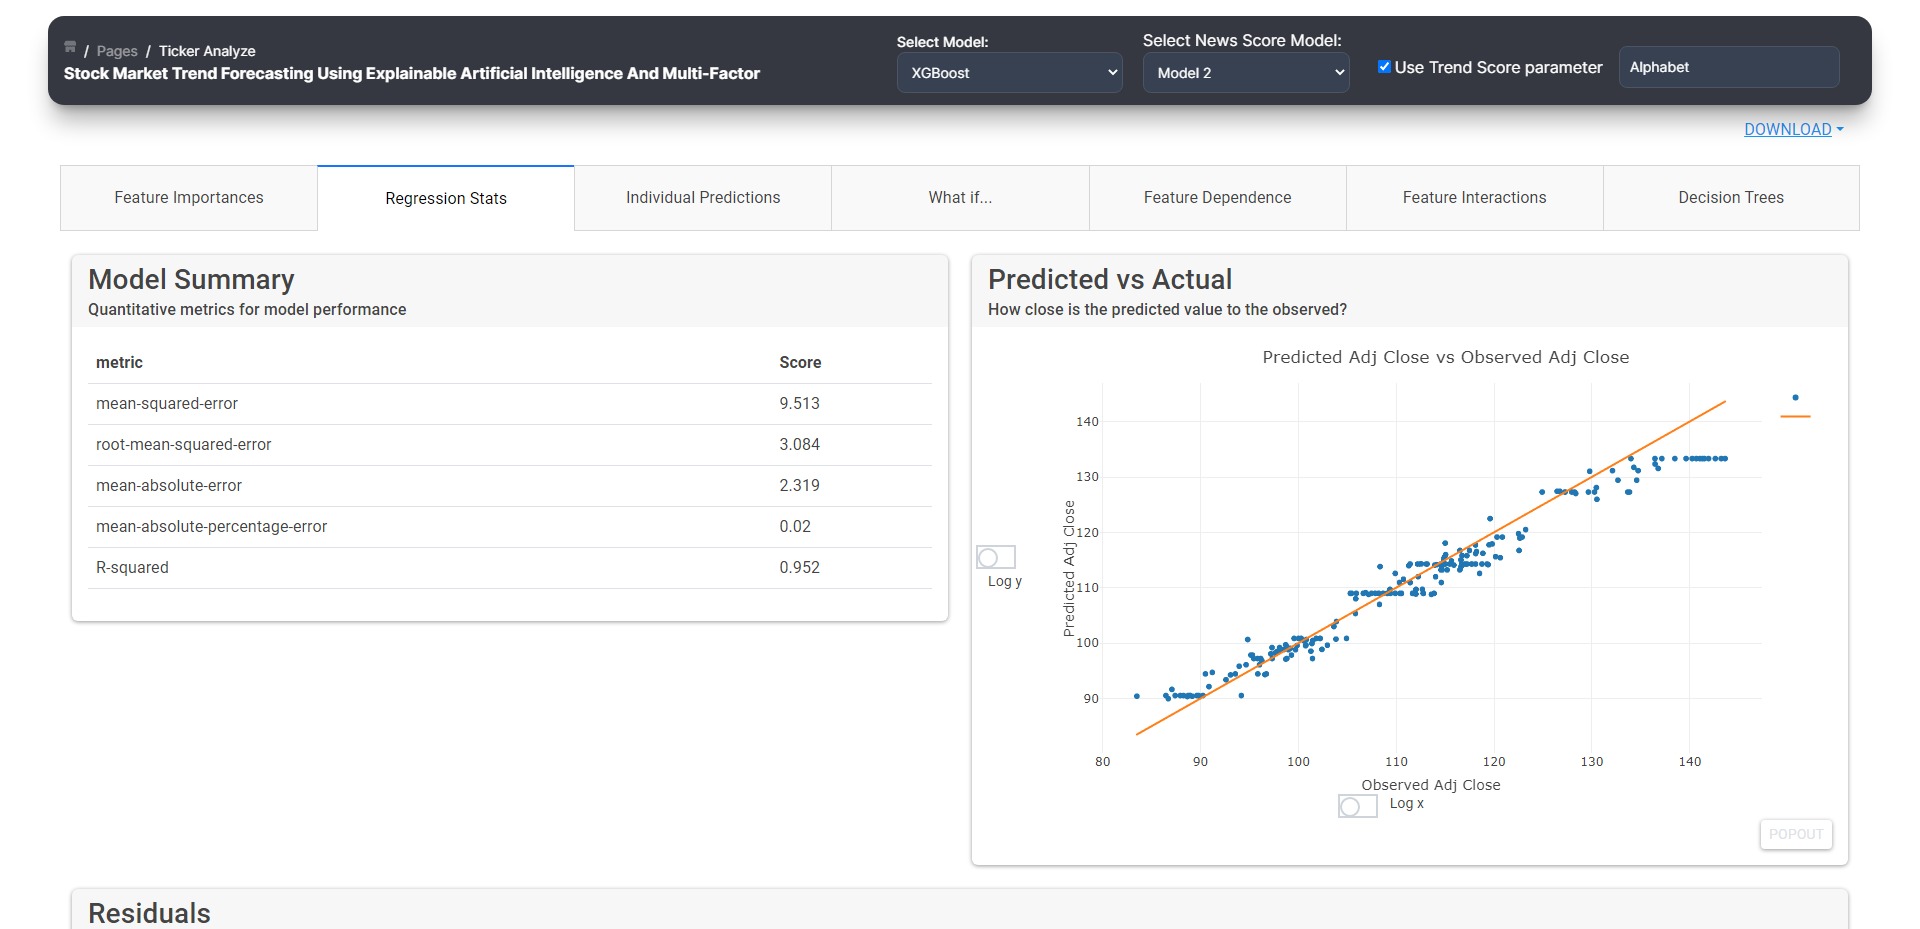 / Pages / Ticker Analyze
Stock Market Trend Forecasting Using Explainable Artificial Intelligence And Multi-Factor
Select Model:
XGBoost
Select News Score Model:
Model 2
Use Trend Score parameter
Alphabet
DOWNLOAD
Feature Importances
Regression Stats
Individual Predictions
What if...
Feature Dependence
Feature Interactions
Decision Trees
Model Summary
Quantitative metrics for model performance
metric Score
mean-squared-error 9.513
root-mean-squared-error 3.084
mean-absolute-error 2.319
mean-absolute-percentage-error 0.02
R-squared 0.952
Predicted vs Actual
How close is the predicted value to the observed?
Predicted Adj Close vs Observed Adj Close
Log y
Predicted Adj Close
140
130
120
110
100
90
80 90 100 110 120 130 140
Observed Adj Close
Log x
POPOUT
Residuals